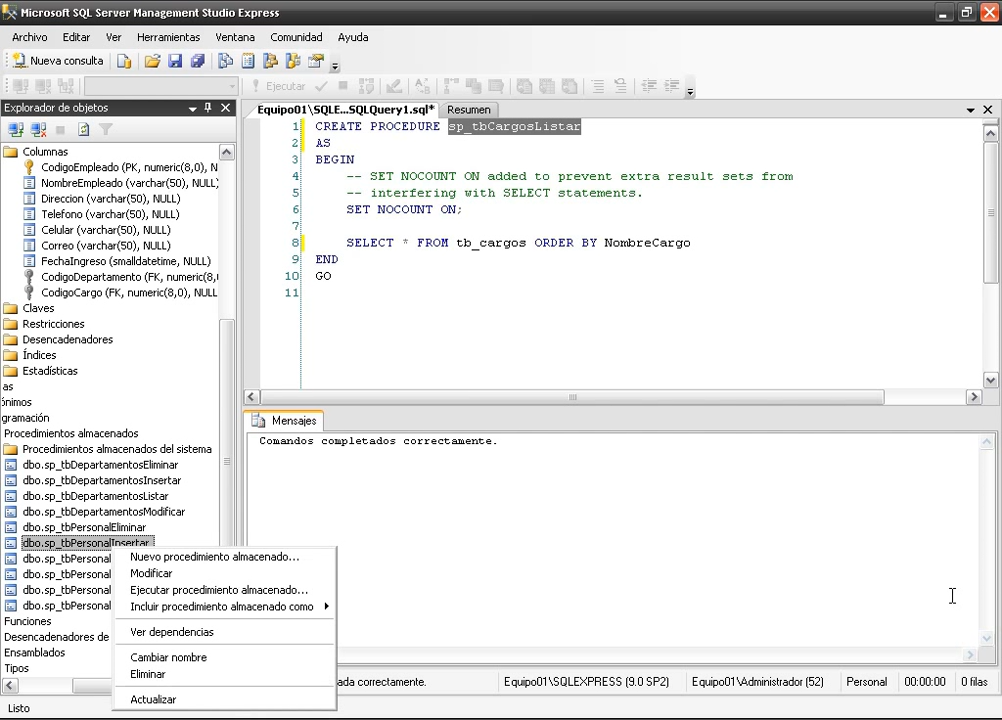 Microsoft SQL Server Management Studio Express
Archivo Editar Ver Herramientas Ventana Comunidad Ayuda
Nueva consulta
Ejecutar
Explorador de objetos
Equipo01\SQLE...SQLQuery1.sql* Resumen
Columnas
CodigoEmpleado (PK, numeric(8,0), N
NombreEmpleado (varchar(50), NULL)
Direccion (varchar(50), NULL)
Telefono (varchar(50), NULL)
Celular (varchar(50), NULL)
Correo (varchar(50), NULL)
FechaIngreso (smalldatetime, NULL)
CodigoDepartamento (FK, numeric(8,
CodigoCargo (FK, numeric(8,0), NULL
Claves
Restricciones
Desencadenadores
Índices
Estadísticas
as
ónimos
gramación
Procedimientos almacenados
Procedimientos almacenados del sistema
dbo.sp_tbDepartamentosEliminar
dbo.sp_tbDepartamentosInsertar
dbo.sp_tbDepartamentosListar
dbo.sp_tbDepartamentosModificar
dbo.sp_tbPersonalEliminar
dbo.sp_tbPersonalInsertar
dbo.sp_tbPersonal
dbo.sp_tbPersonal
dbo.sp_tbPersonal
dbo.sp_tbPersonal
Funciones
Desencadenadores de
Ensamblados
Tipos
Nuevo procedimiento almacenado...
Modificar
Ejecutar procedimiento almacenado...
Incluir procedimiento almacenado como
Ver dependencias
Cambiar nombre
Eliminar
Actualizar
1 CREATE PROCEDURE sp_tbCargosListar
2 AS
3 BEGIN
4 -- SET NOCOUNT ON added to prevent extra result sets from
5 -- interfering with SELECT statements.
6 SET NOCOUNT ON;
7
8 SELECT * FROM tb_cargos ORDER BY NombreCargo
9 END
10 GO
11
Mensajes
Comandos completados correctamente.
ada correctamente. Equipo01\SQLEXPRESS (9.0 SP2) Equipo01\Administrador (52) Personal 00:00:00 0 filas
Listo